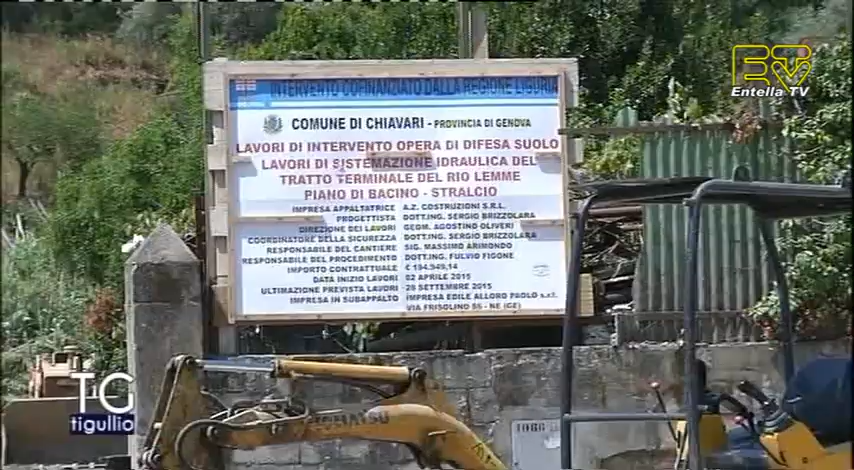 INTERVENTO COFINANZIATO DALLA REGIONE LIGURIA
COMUNE DI CHIAVARI - PROVINCIA DI GENOVA
LAVORI DI INTERVENTO OPERA DI DIFESA SUOLO
LAVORI DI SISTEMAZIONE IDRAULICA DEL
TRATTO TERMINALE DEL RIO LEMME
PIANO DI BACINO - STRALCIO
IMPRESA APPALTATRICE A.Z. COSTRUZIONI S.R.L.
PROGETTISTA DOTT.ING. SERGIO BRIZZOLARA
DIREZIONE DEI LAVORI GEOM. AGOSTINO OLIVERI
COORDINATORE DELLA SICUREZZA DOTT.ING. SERGIO BRIZZOLARA
RESPONSABILE DEL CANTIERE SIG. MASSIMO ARIMONDO
RESPONSABILE DEL PROCEDIMENTO DOTT.ING. FULVIO FIGONE
IMPORTO CONTRATTUALE € 194.949,14
DATA INIZIO LAVORI 02 APRILE 2015
ULTIMAZIONE PREVISTA LAVORI 28 SETTEMBRE 2015
IMPRESA IN SUBAPPALTO IMPRESA EDILE ALLORO PAOLO s.r.l.
VIA FRISOLINO 85 - NE (GE)
ETV
Entella TV
KOMATSU
TG
tigullio